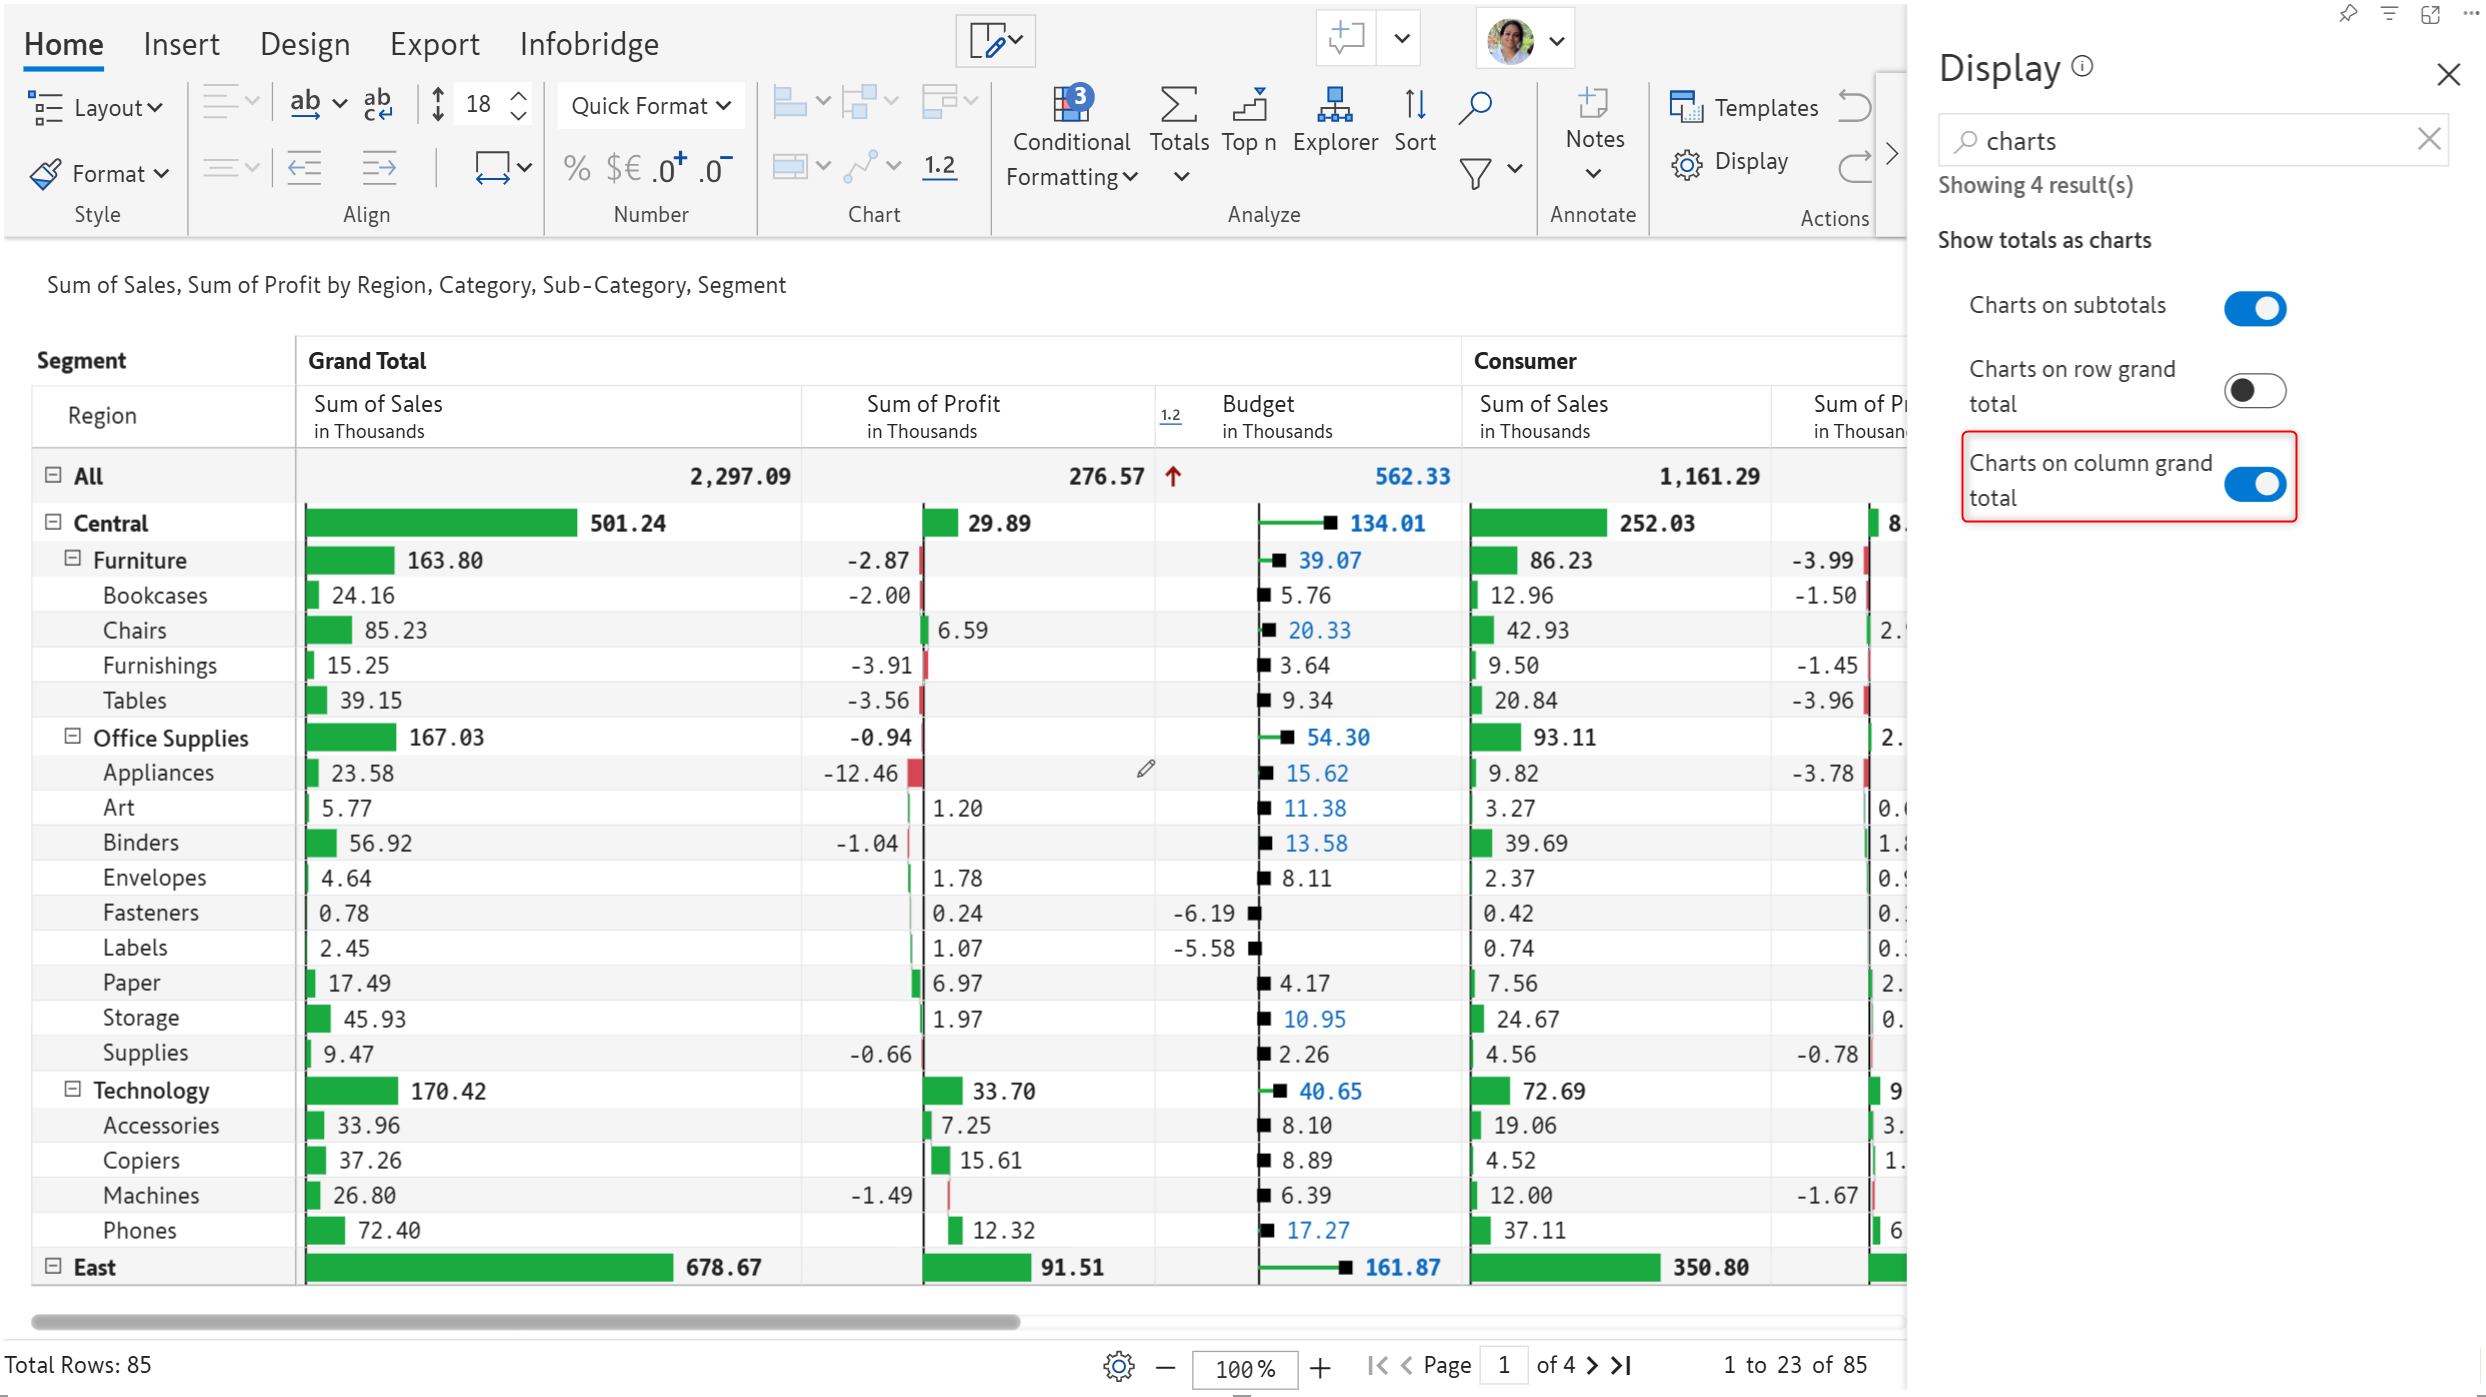 Home Insert Design Export Infobridge
Layout
ab
ab
c
18
Quick Format
3
Conditional
Formatting
Totals
Top n
Explorer
Sort
Notes
Templates
Display
Format
% $€ .0+ .0-
1.2
Style
Align
Number
Chart
Analyze
Annotate
Actions
Display
charts
Showing 4 result(s)
Show totals as charts
Charts on subtotals
Charts on row grand
total
Charts on column grand
total
Sum of Sales, Sum of Profit by Region, Category, Sub-Category, Segment
Segment Grand Total Consumer
Region
Sum of Sales
in Thousands
Sum of Profit
in Thousands
1.2
Budget
in Thousands
Sum of Sales
in Thousands
Sum of P
in Thousan
All 2,297.09 276.57 562.33 1,161.29
Central 501.24 29.89 134.01 252.03 8.
Furniture 163.80 -2.87 39.07 86.23 -3.99
Bookcases 24.16 -2.00 5.76 12.96 -1.50
Chairs 85.23 6.59 20.33 42.93 2.
Furnishings 15.25 -3.91 3.64 9.50 -1.45
Tables 39.15 -3.56 9.34 20.84 -3.96
Office Supplies 167.03 -0.94 54.30 93.11 2.
Appliances 23.58 -12.46 15.62 9.82 -3.78
Art 5.77 1.20 11.38 3.27 0.
Binders 56.92 -1.04 13.58 39.69 1.
Envelopes 4.64 1.78 8.11 2.37 0.
Fasteners 0.78 0.24 -6.19 0.42 0.
Labels 2.45 1.07 -5.58 0.74 0.
Paper 17.49 6.97 4.17 7.56 2.
Storage 45.93 1.97 10.95 24.67 0.
Supplies 9.47 -0.66 2.26 4.56 -0.78
Technology 170.42 33.70 40.65 72.69 9
Accessories 33.96 7.25 8.10 19.06 3.
Copiers 37.26 15.61 8.89 4.52 1.
Machines 26.80 -1.49 6.39 12.00 -1.67
Phones 72.40 12.32 17.27 37.11 6
East 678.67 91.51 161.87 350.80
Total Rows: 85
100%
Page 1 of 4
1 to 23 of 85